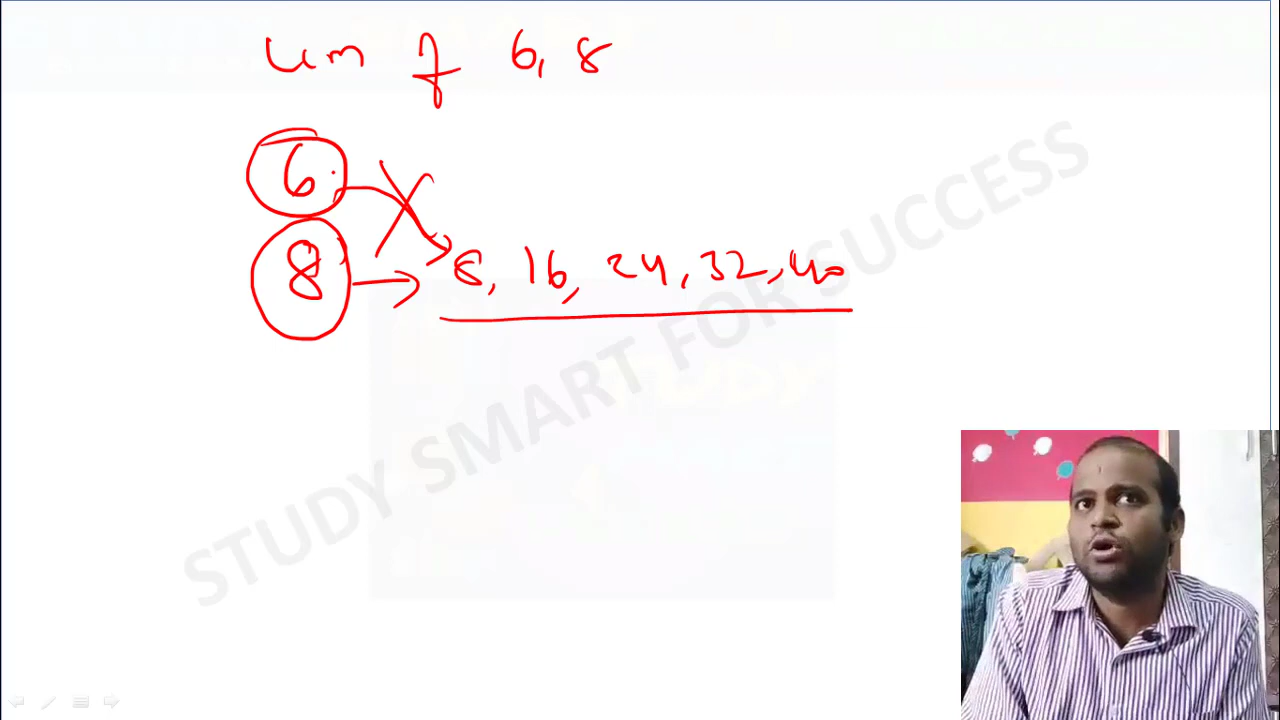 Lcm of 6, 8
6
8 → 8, 16, 24, 32, 40
STUDY SMART FOR SUCCESS